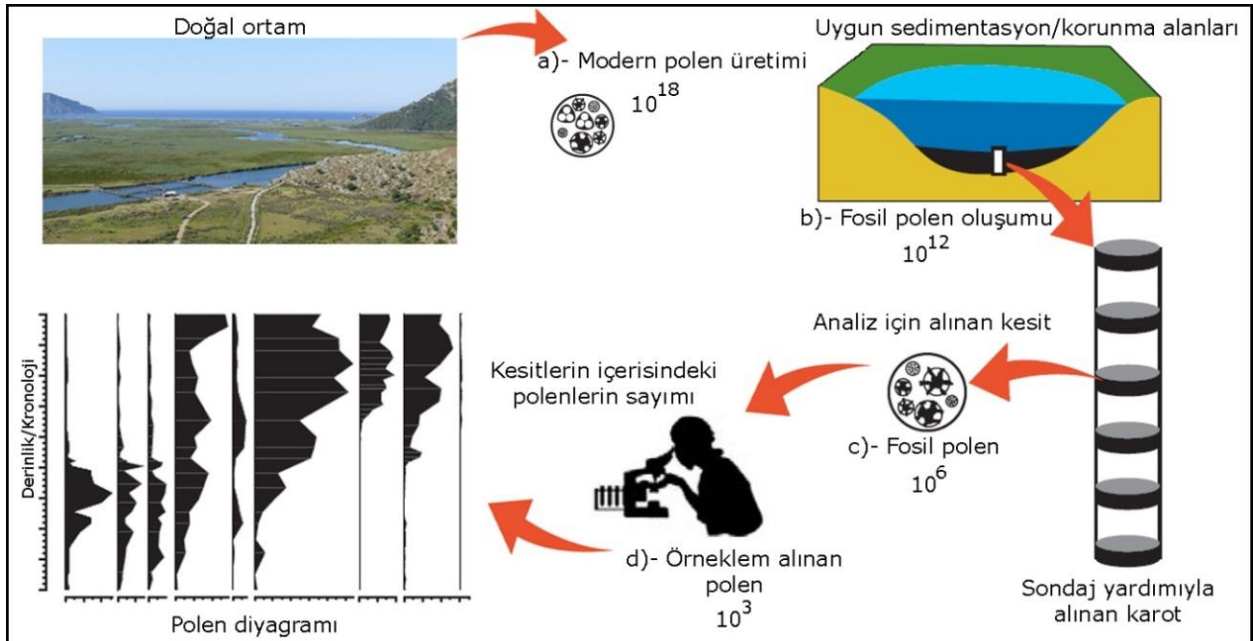 Doğal ortam
a)- Modern polen üretimi
10^18
Uygun sedimentasyon/korunma alanları
b)- Fosil polen oluşumu
10^12
Analiz için alınan kesit
c)- Fosil polen
10^6
Sondaj yardımıyla
alınan karot
Kesitlerin içerisindeki
polenlerin sayımı
d)- Örneklem alınan
polen
10^3
Derinlik/Kronoloji
Polen diyagramı